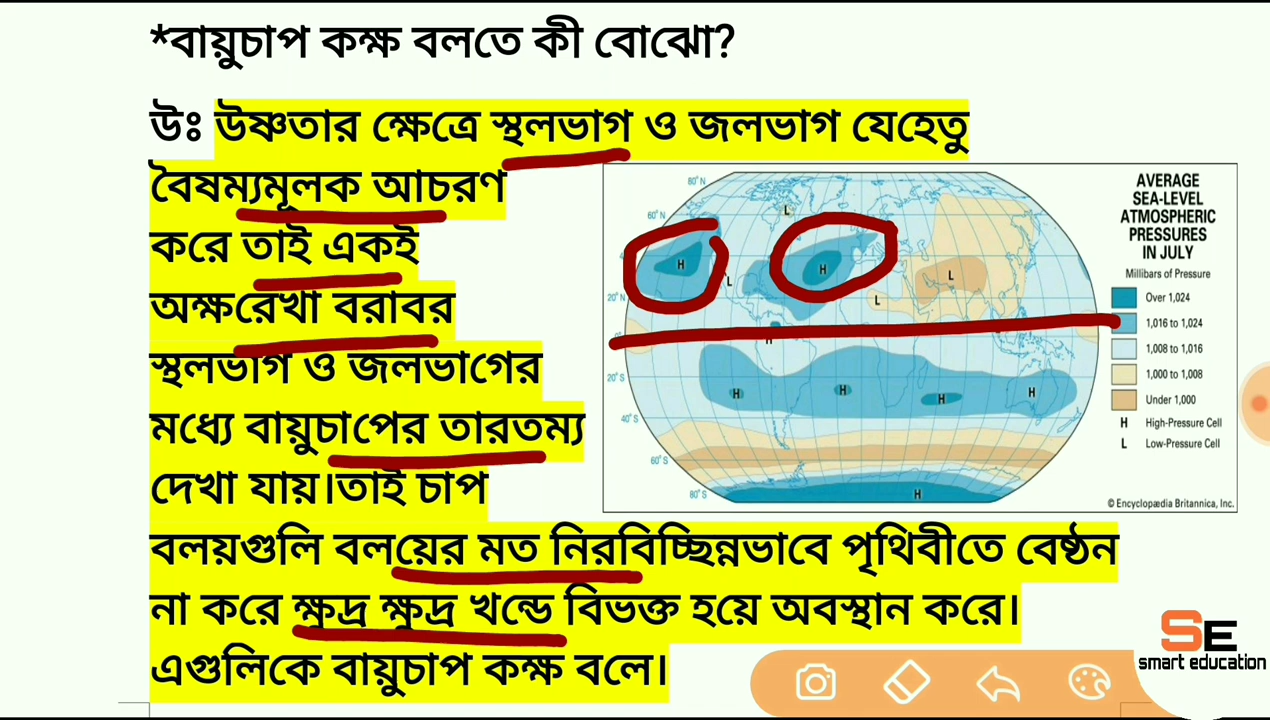 *বায়ুচাপ কক্ষ বলতে কী বোঝো?
উঃ উষ্ণতার ক্ষেত্রে স্থলভাগ ও জলভাগ যেহেতু
বৈষম্যমূলক আচরণ
করে তাই একই
অক্ষরেখা বরাবর
স্থলভাগ ও জলভাগের
মধ্যে বায়ুচাপের তারতম্য
দেখা যায়।তাই চাপ
বলয়গুলি বলয়ের মত নিরবিচ্ছিন্নভাবে পৃথিবীতে বেষ্ঠন
না করে ক্ষুদ্র ক্ষুদ্র খন্ডে বিভক্ত হয়ে অবস্থান করে।
এগুলিকে বায়ুচাপ কক্ষ বলে।
80° N
60° N
20° N
0°
20° S
40° S
60° S
80° S
L
H
L
H
L
L
H
H
H
H
H
H
AVERAGE
SEA-LEVEL
ATMOSPHERIC
PRESSURES
IN JULY
Millibars of Pressure
Over 1,024
1,016 to 1,024
1,008 to 1,016
1,000 to 1,008
Under 1,000
H High-Pressure Cell
L Low-Pressure Cell
© Encyclopædia Britannica, Inc.
SE
smart education